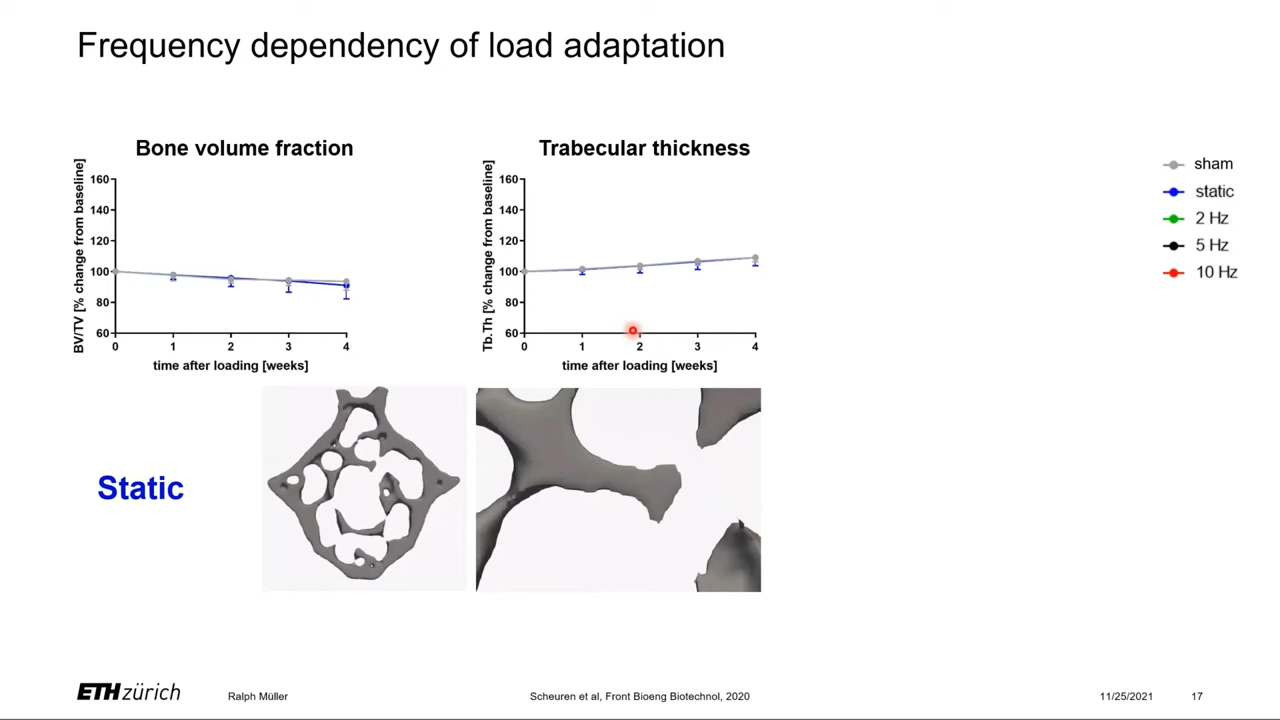 Frequency dependency of load adaptation
Bone volume fraction
BV/TV [% change from baseline]
160
140
120
100
80
60
0 1 2 3 4
time after loading [weeks]
Trabecular thickness
Tb.Th [% change from baseline]
160
140
120
100
80
60
0 1 2 3 4
time after loading [weeks]
sham
static
2 Hz
5 Hz
10 Hz
Static
ETH zürich
Ralph Müller
Scheuren et al, Front Bioeng Biotechnol, 2020
11/25/2021
17